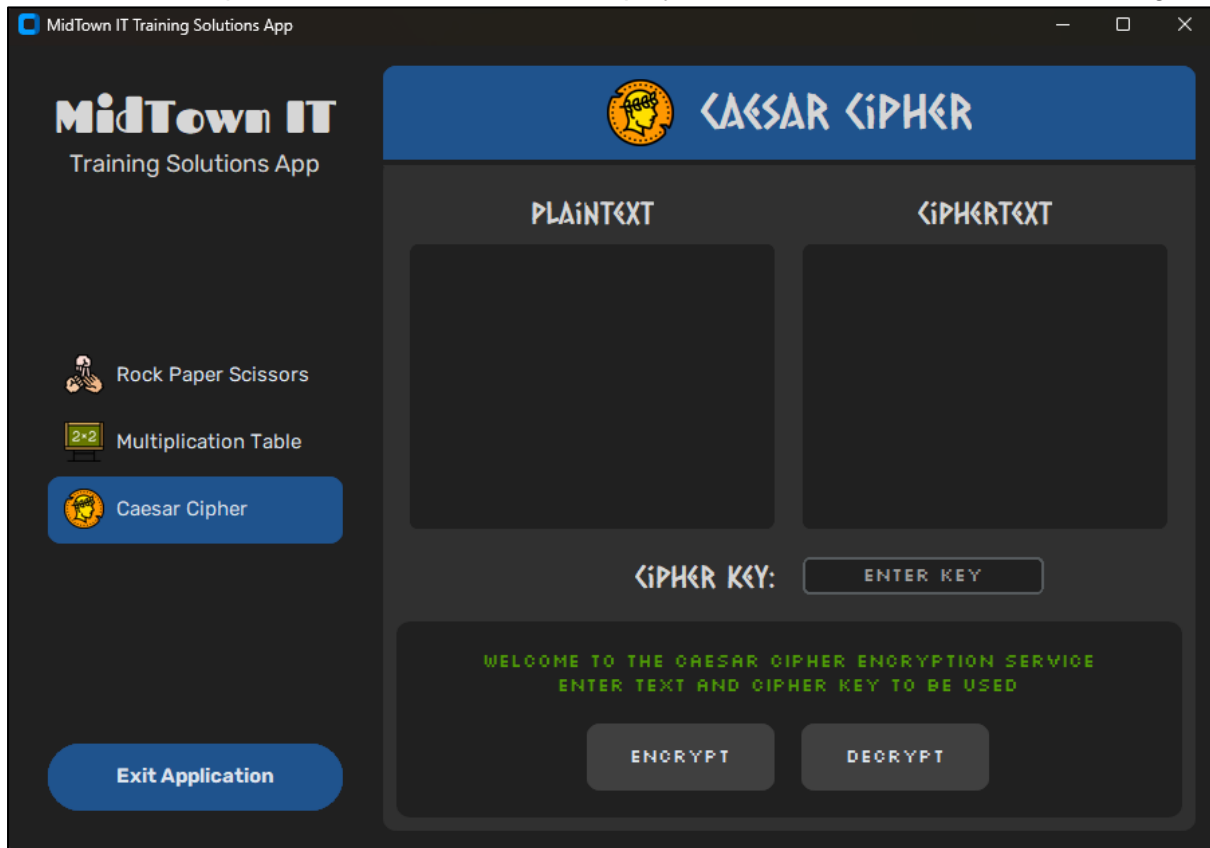 MidTown IT Training Solutions App
MidTown IT
Training Solutions App
Rock Paper Scissors
2×2
Multiplication Table
Caesar Cipher
Exit Application
CAESAR CiPHER
PLAiNTEXT
CiPHERTEXT
CiPHER KEY:
ENTER KEY
WELCOME TO THE CAESAR CIPHER ENCRYPTION SERVICE
ENTER TEXT AND CIPHER KEY TO BE USED
ENCRYPT
DECRYPT